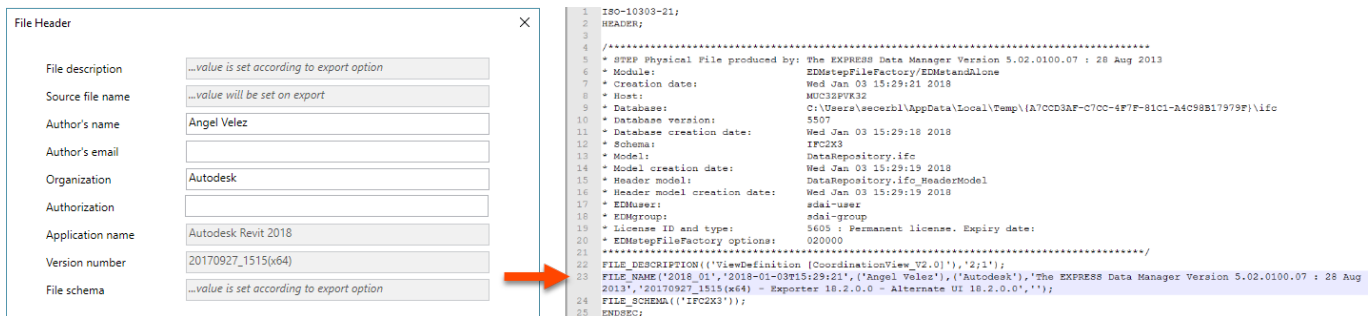 File Header
File description ...value is set according to export option
Source file name ...value will be set on export
Author's name Angel Velez
Author's email
Organization Autodesk
Authorization
Application name Autodesk Revit 2018
Version number 20170927_1515(x64)
File schema ...value is set according to export option
1 ISO-10303-21;
2 HEADER;
3
4 /******************************************************************************************
5 * STEP Physical File produced by: The EXPRESS Data Manager Version 5.02.0100.07 : 28 Aug 2013
6 * Module: EDMstepFileFactory/EDMstandAlone
7 * Creation date: Wed Jan 03 15:29:21 2018
8 * Host: MUC32PVK32
9 * Database: C:\Users\secerbl\AppData\Local\Temp\{A7CCD3AF-C7CC-4F7F-81C1-A4C98B17979F}\ifc
10 * Database version: 5507
11 * Database creation date: Wed Jan 03 15:29:18 2018
12 * Schema: IFC2X3
13 * Model: DataRepository.ifc
14 * Model creation date: Wed Jan 03 15:29:19 2018
15 * Header model: DataRepository.ifc_HeaderModel
16 * Header model creation date: Wed Jan 03 15:29:19 2018
17 * EDMuser: sdai-user
18 * EDMgroup: sdai-group
19 * License ID and type: 5605 : Permanent license. Expiry date:
20 * EDMstepFileFactory options: 020000
21 ******************************************************************************************/
22 FILE_DESCRIPTION(('ViewDefinition [CoordinationView_V2.0]'),'2;1');
23 FILE_NAME('2018_01','2018-01-03T15:29:21',('Angel Velez'),('Autodesk'),'The EXPRESS Data Manager Version 5.02.0100.07 : 28 Aug
2013','20170927_1515(x64) - Exporter 18.2.0.0 - Alternate UI 18.2.0.0','');
24 FILE_SCHEMA(('IFC2X3'));
25 ENDSEC;